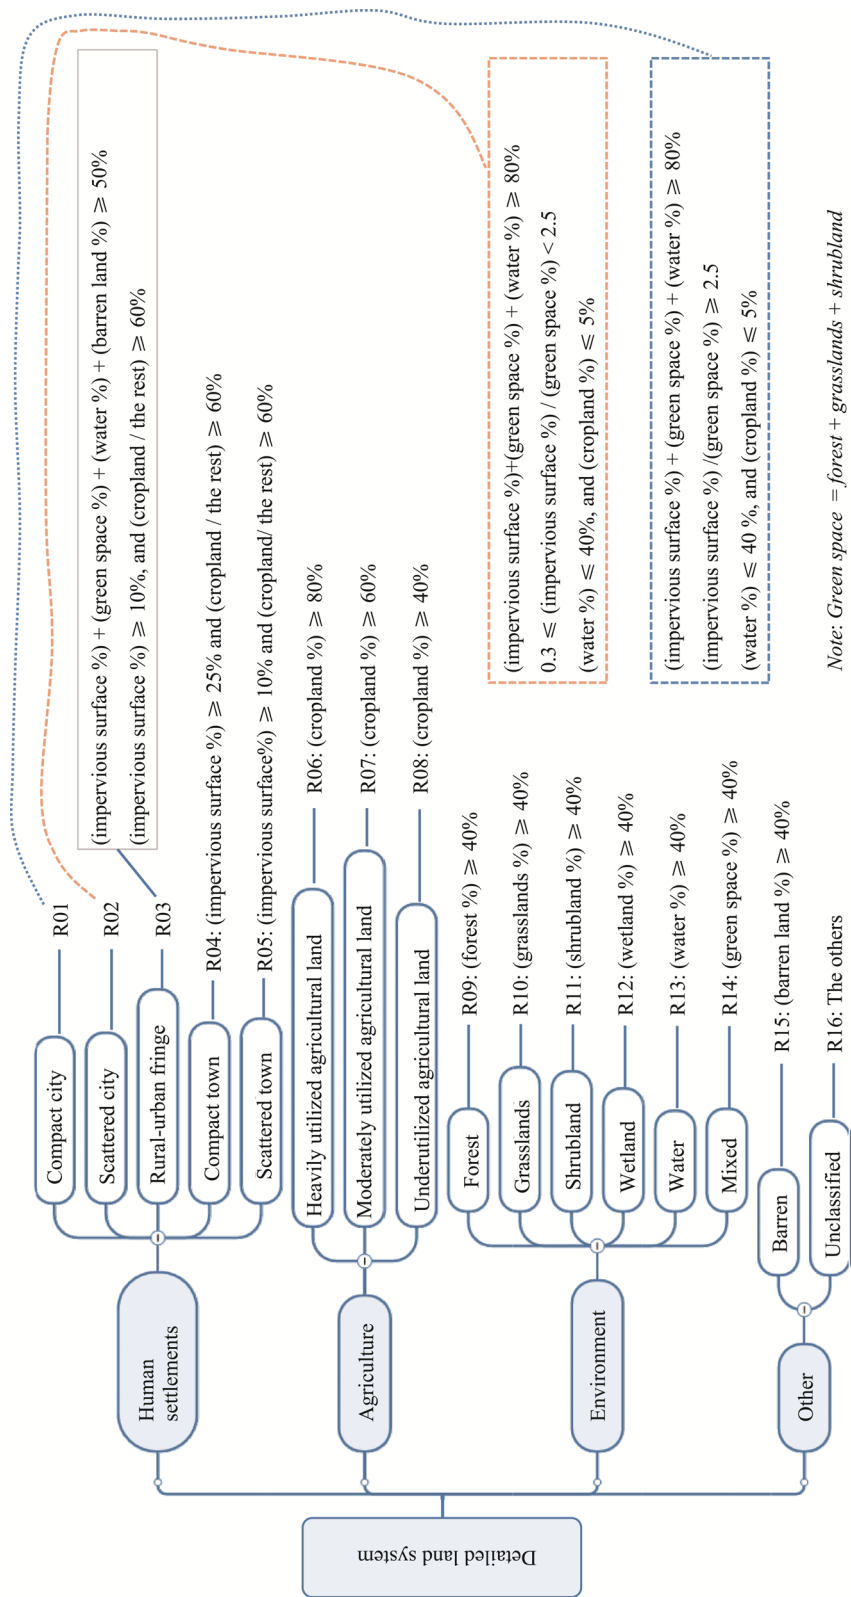 Detailed land system
Human
settlements
Compact city
R01
Scattered city
R02
Rural-urban fringe
R03
(impervious surface %) + (green space %) + (water %) + (barren land %) ⩾ 50%
(impervious surface %) ⩾ 10%, and (cropland / the rest) ⩾ 60%
Compact town
R04: (impervious surface %) ⩾ 25% and (cropland / the rest) ⩾ 60%
Scattered town
R05: (impervious surface%) ⩾ 10% and (cropland/ the rest) ⩾ 60%
Agriculture
Heavily utilized agricultural land
R06: (cropland %) ⩾ 80%
Moderately utilized agricultural land
R07: (cropland %) ⩾ 60%
Underutilized agricultural land
R08: (cropland %) ⩾ 40%
Environment
Forest
R09: (forest %) ⩾ 40%
Grasslands
R10: (grasslands %) ⩾ 40%
Shrubland
R11: (shrubland %) ⩾ 40%
Wetland
R12: (wetland %) ⩾ 40%
Water
R13: (water %) ⩾ 40%
Mixed
R14: (green space %) ⩾ 40%
Other
Barren
R15: (barren land %) ⩾ 40%
Unclassified
R16: The others
(impervious surface %)+(green space %) + (water %) ⩾ 80%
0.3 ⩽ (impervious surface %) / (green space %) < 2.5
(water %) ⩽ 40%, and (cropland %) ⩽ 5%
(impervious surface %) + (green space %) + (water %) ⩾ 80%
(impervious surface %) /(green space %) ⩾ 2.5
(water %) ⩽ 40 %, and (cropland %) ⩽ 5%
Note: Green space = forest + grasslands + shrubland